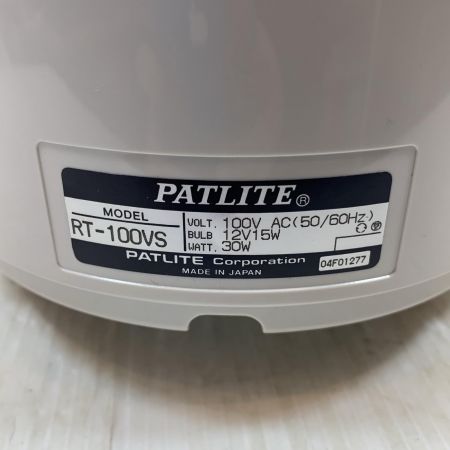 PATLITE®
MODEL
RT-100VS
VOLT. 100V AC(50/60Hz)
BULB 12V15W
WATT. 30W
PATLITE Corporation
MADE IN JAPAN
04F01277